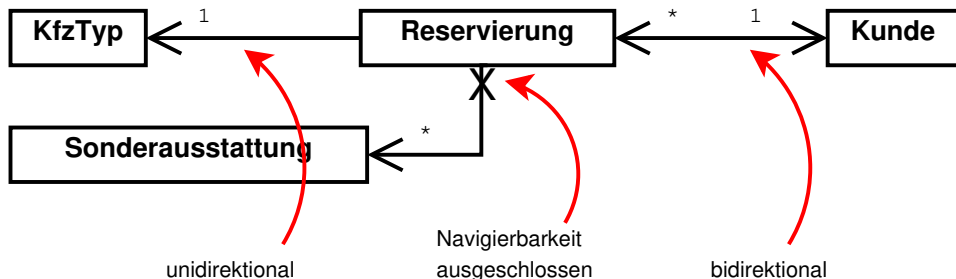 1
*
1
KfzTyp
Reservierung
Kunde
X
*
Sonderausstattung
Navigierbarkeit
unidirektional
ausgeschlossen
bidirektional